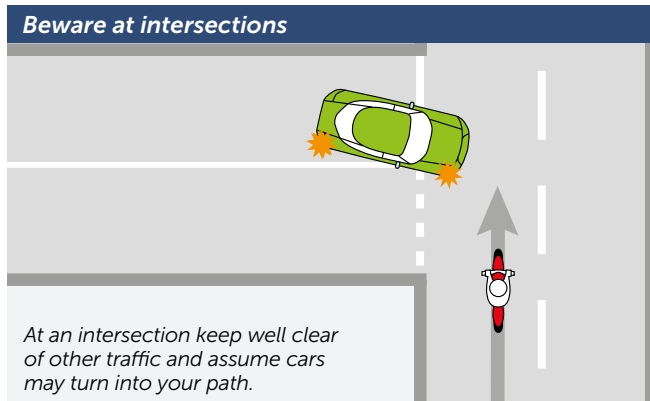 Beware at intersections
At an intersection keep well clear
of other traffic and assume cars
may turn into your path.